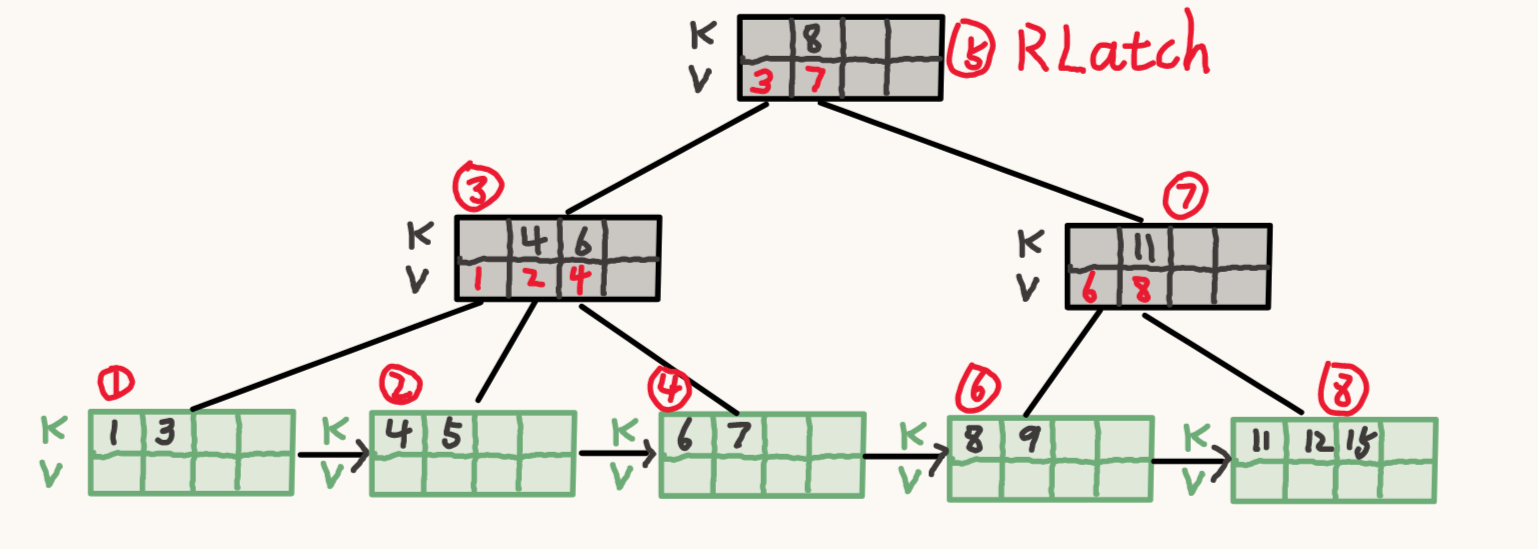 K 8 ⑤ RLatch
V 3 7
③ ⑦
K 4 6 K 11
V 1 2 4 V 6 8
① ② ④ ⑥ ⑧
K 1 3 K 4 5 K 6 7 K 8 9 K 11 12 15
V V V V V